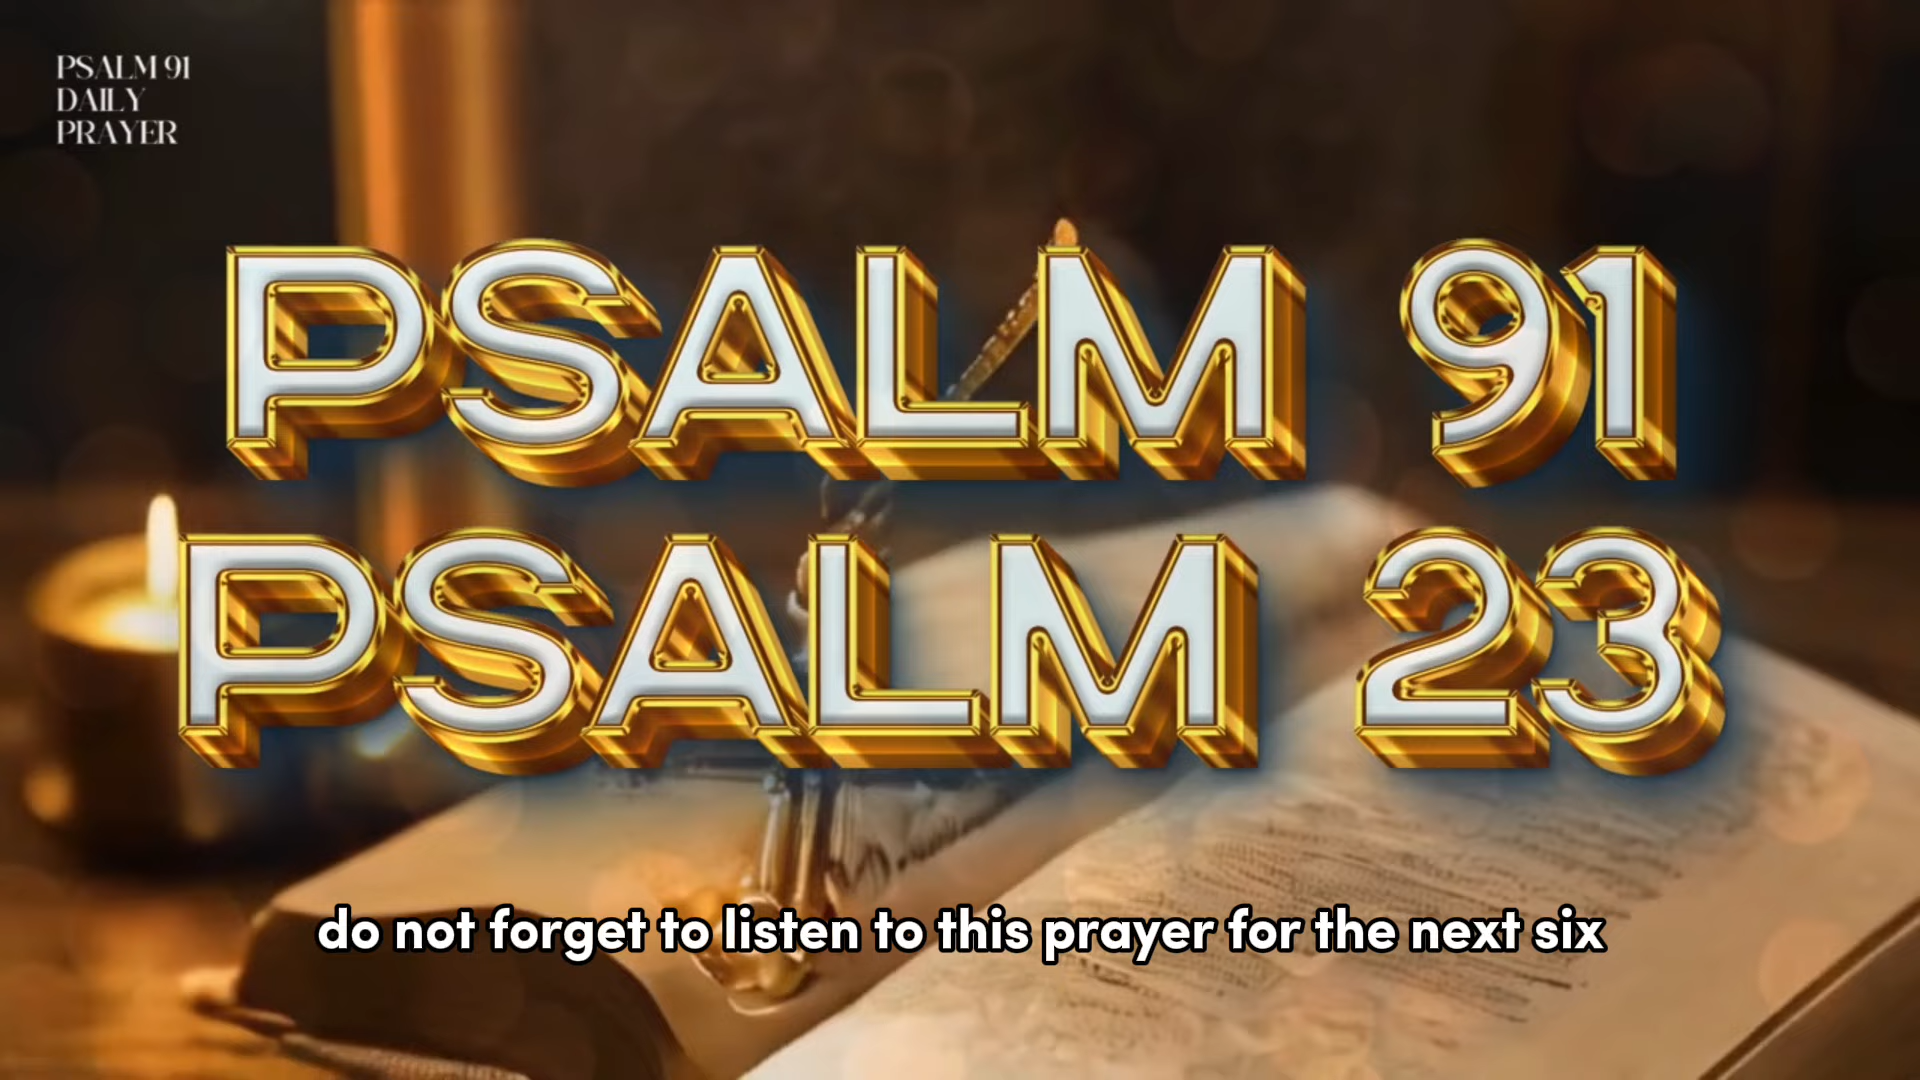 PSALM 91
DAILY
PRAYER
PSALM 91
PSALM 23
do not forget to listen to this prayer for the next six